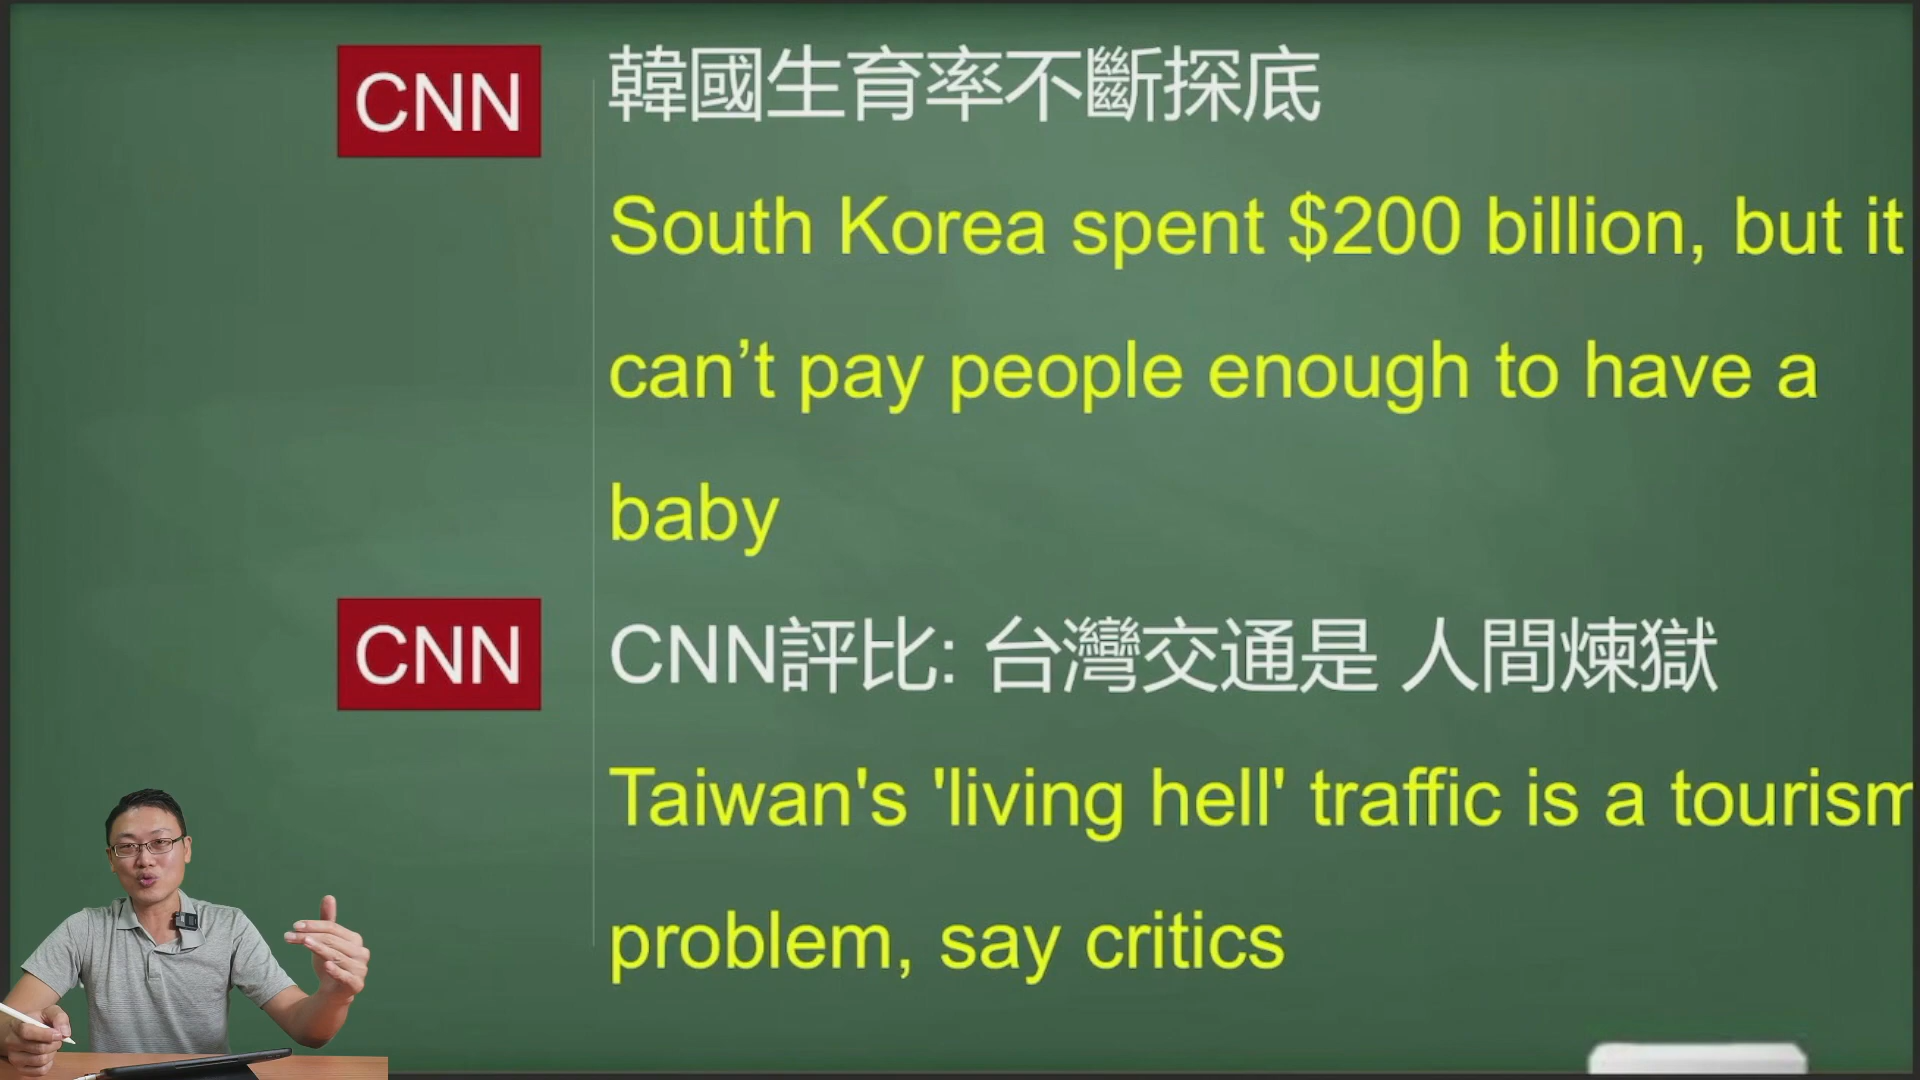 CNN
韓國生育率不斷探底
South Korea spent $200 billion, but it
can’t pay people enough to have a
baby
CNN
CNN評比: 台灣交通是 人間煉獄
Taiwan's 'living hell' traffic is a tourism
problem, say critics